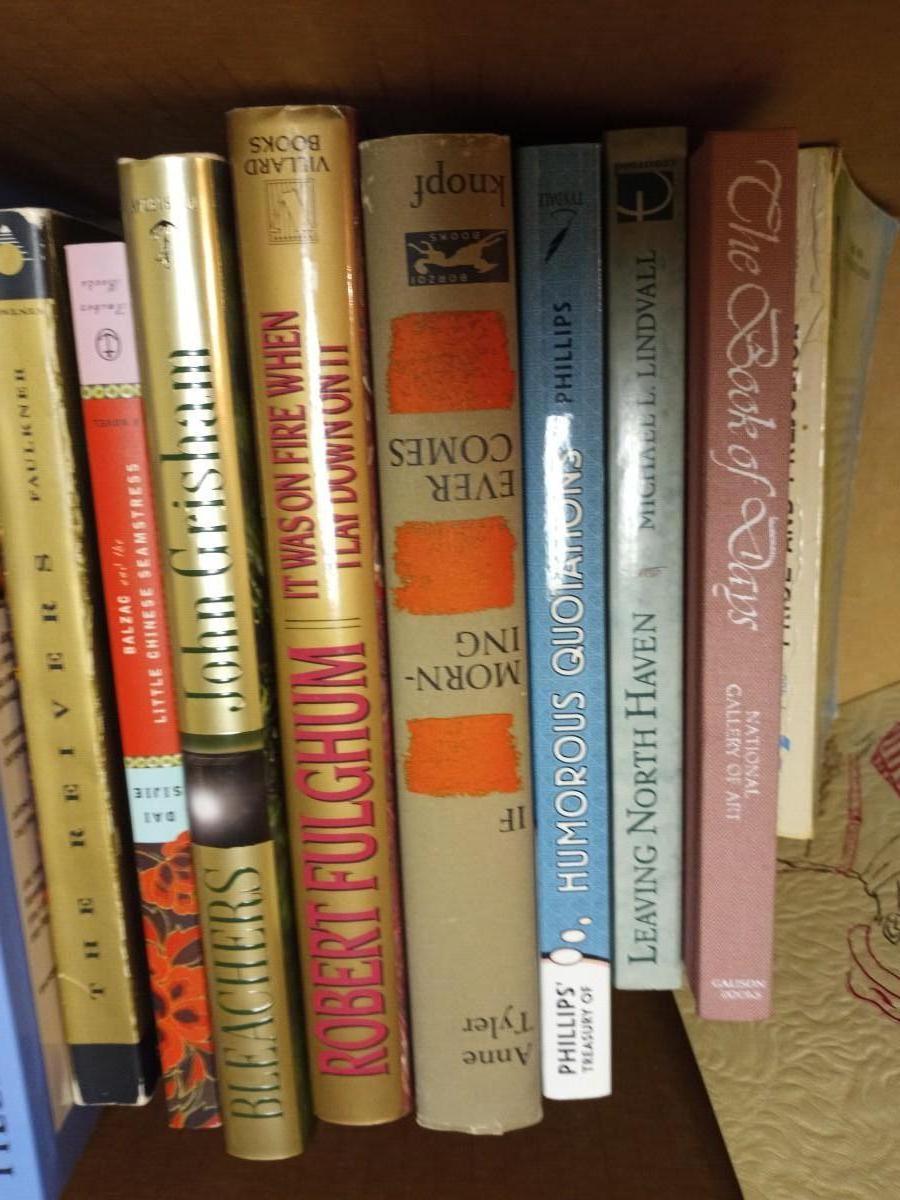 THE REIVERS
FAULKNER
BALZAC and the
LITTLE CHINESE SEAMSTRESS
A NOVEL
DAI
SIJIE
BLEACHERS
John Grisham
ROBERT FULGHUM
IT WAS ON FIRE WHEN
I LAY DOWN ON IT
VILLARD
BOOKS
Anne
Tyler
IF
MORN-
ING
EVER
COMES
BORZOI
BOOKS
knopf
PHILLIPS'
TREASURY OF
HUMOROUS QUOTATIONS
PHILLIPS
TYNDALE
LEAVING NORTH HAVEN
MICHAEL L. LINDVALL
The Book of Days
NATIONAL
GALLERY OF ART